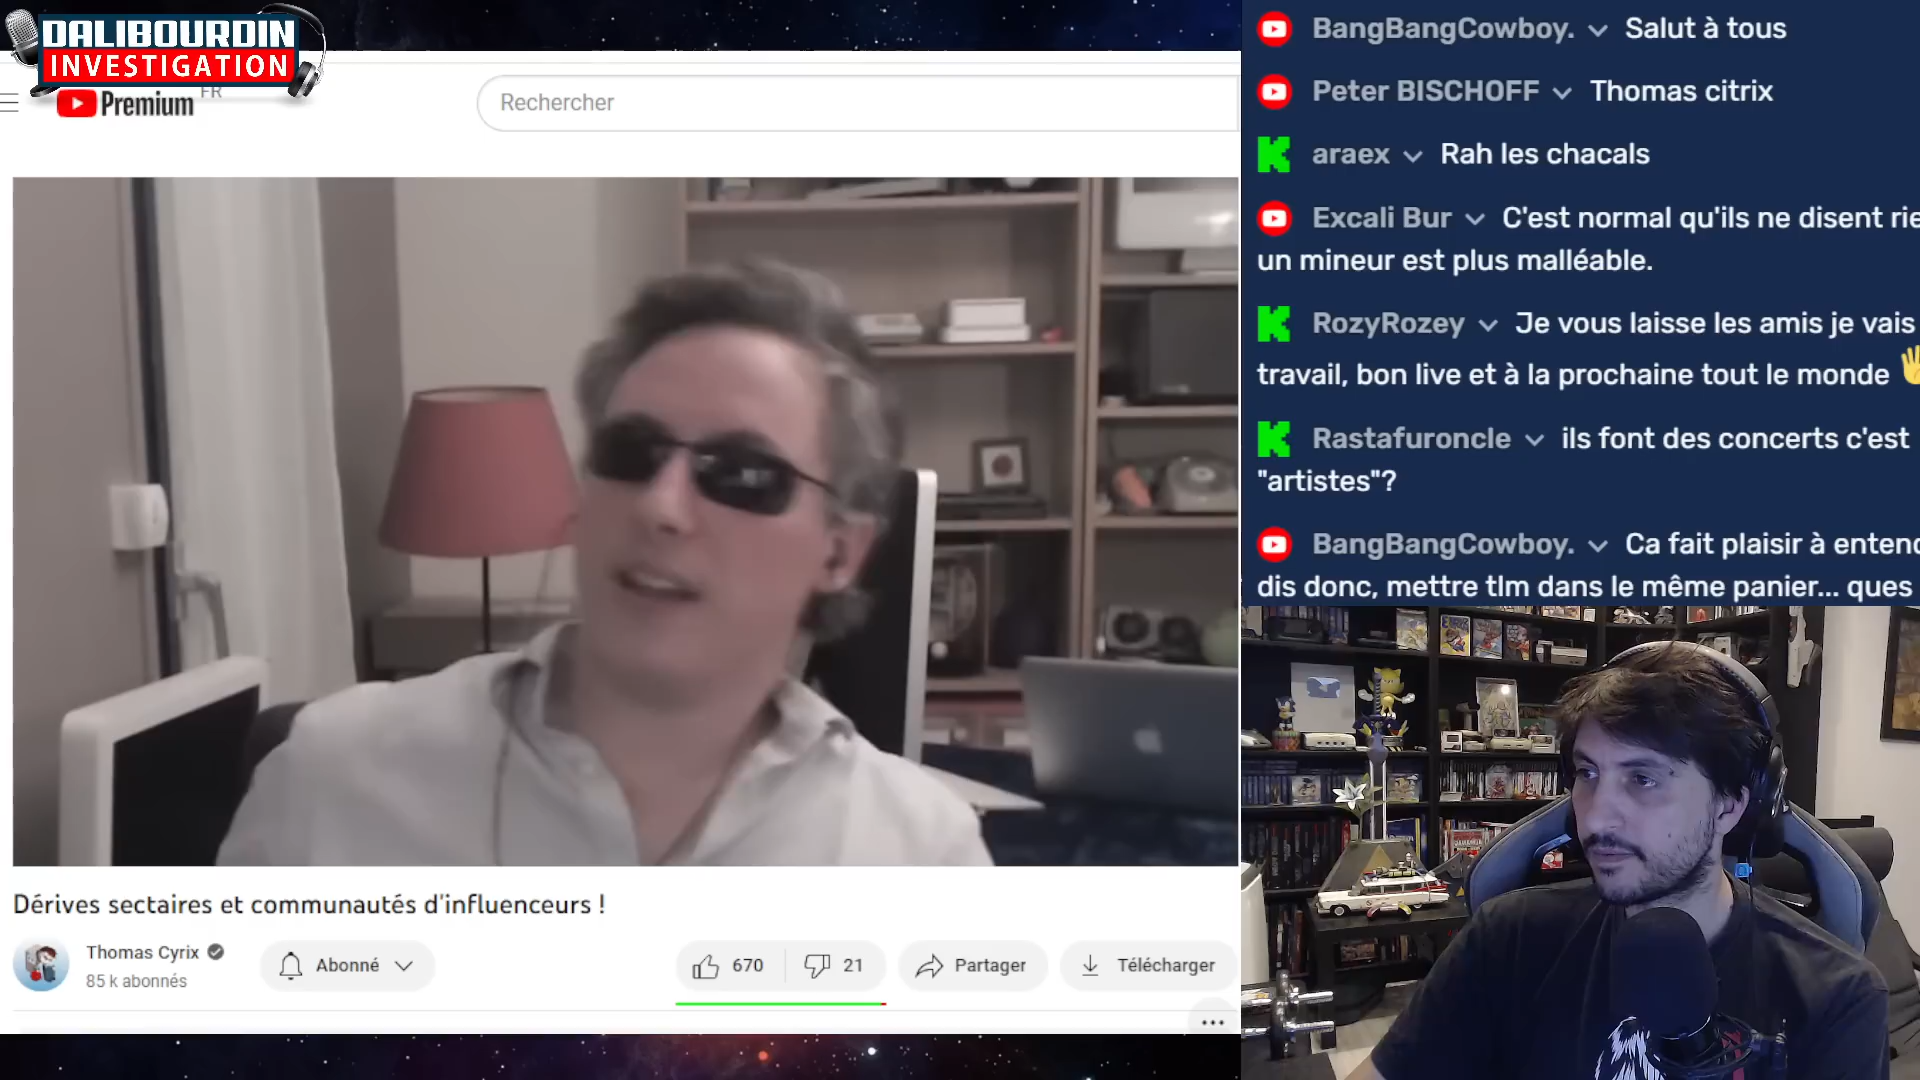 DALIBOURDIN
INVESTIGATION
Premium
FR
Rechercher
Dérives sectaires et communautés d'influenceurs !
Thomas Cyrix
85 k abonnés
Abonné
670
21
Partager
Télécharger
BangBangCowboy. Salut à tous
Peter BISCHOFF Thomas citrix
araex Rah les chacals
Excali Bur C'est normal qu'ils ne disent rie
un mineur est plus malléable.
RozyRozey Je vous laisse les amis je vais
travail, bon live et à la prochaine tout le monde
Rastafuroncle ils font des concerts c'est
"artistes"?
BangBangCowboy. Ca fait plaisir à entend
dis donc, mettre tlm dans le même panier... ques